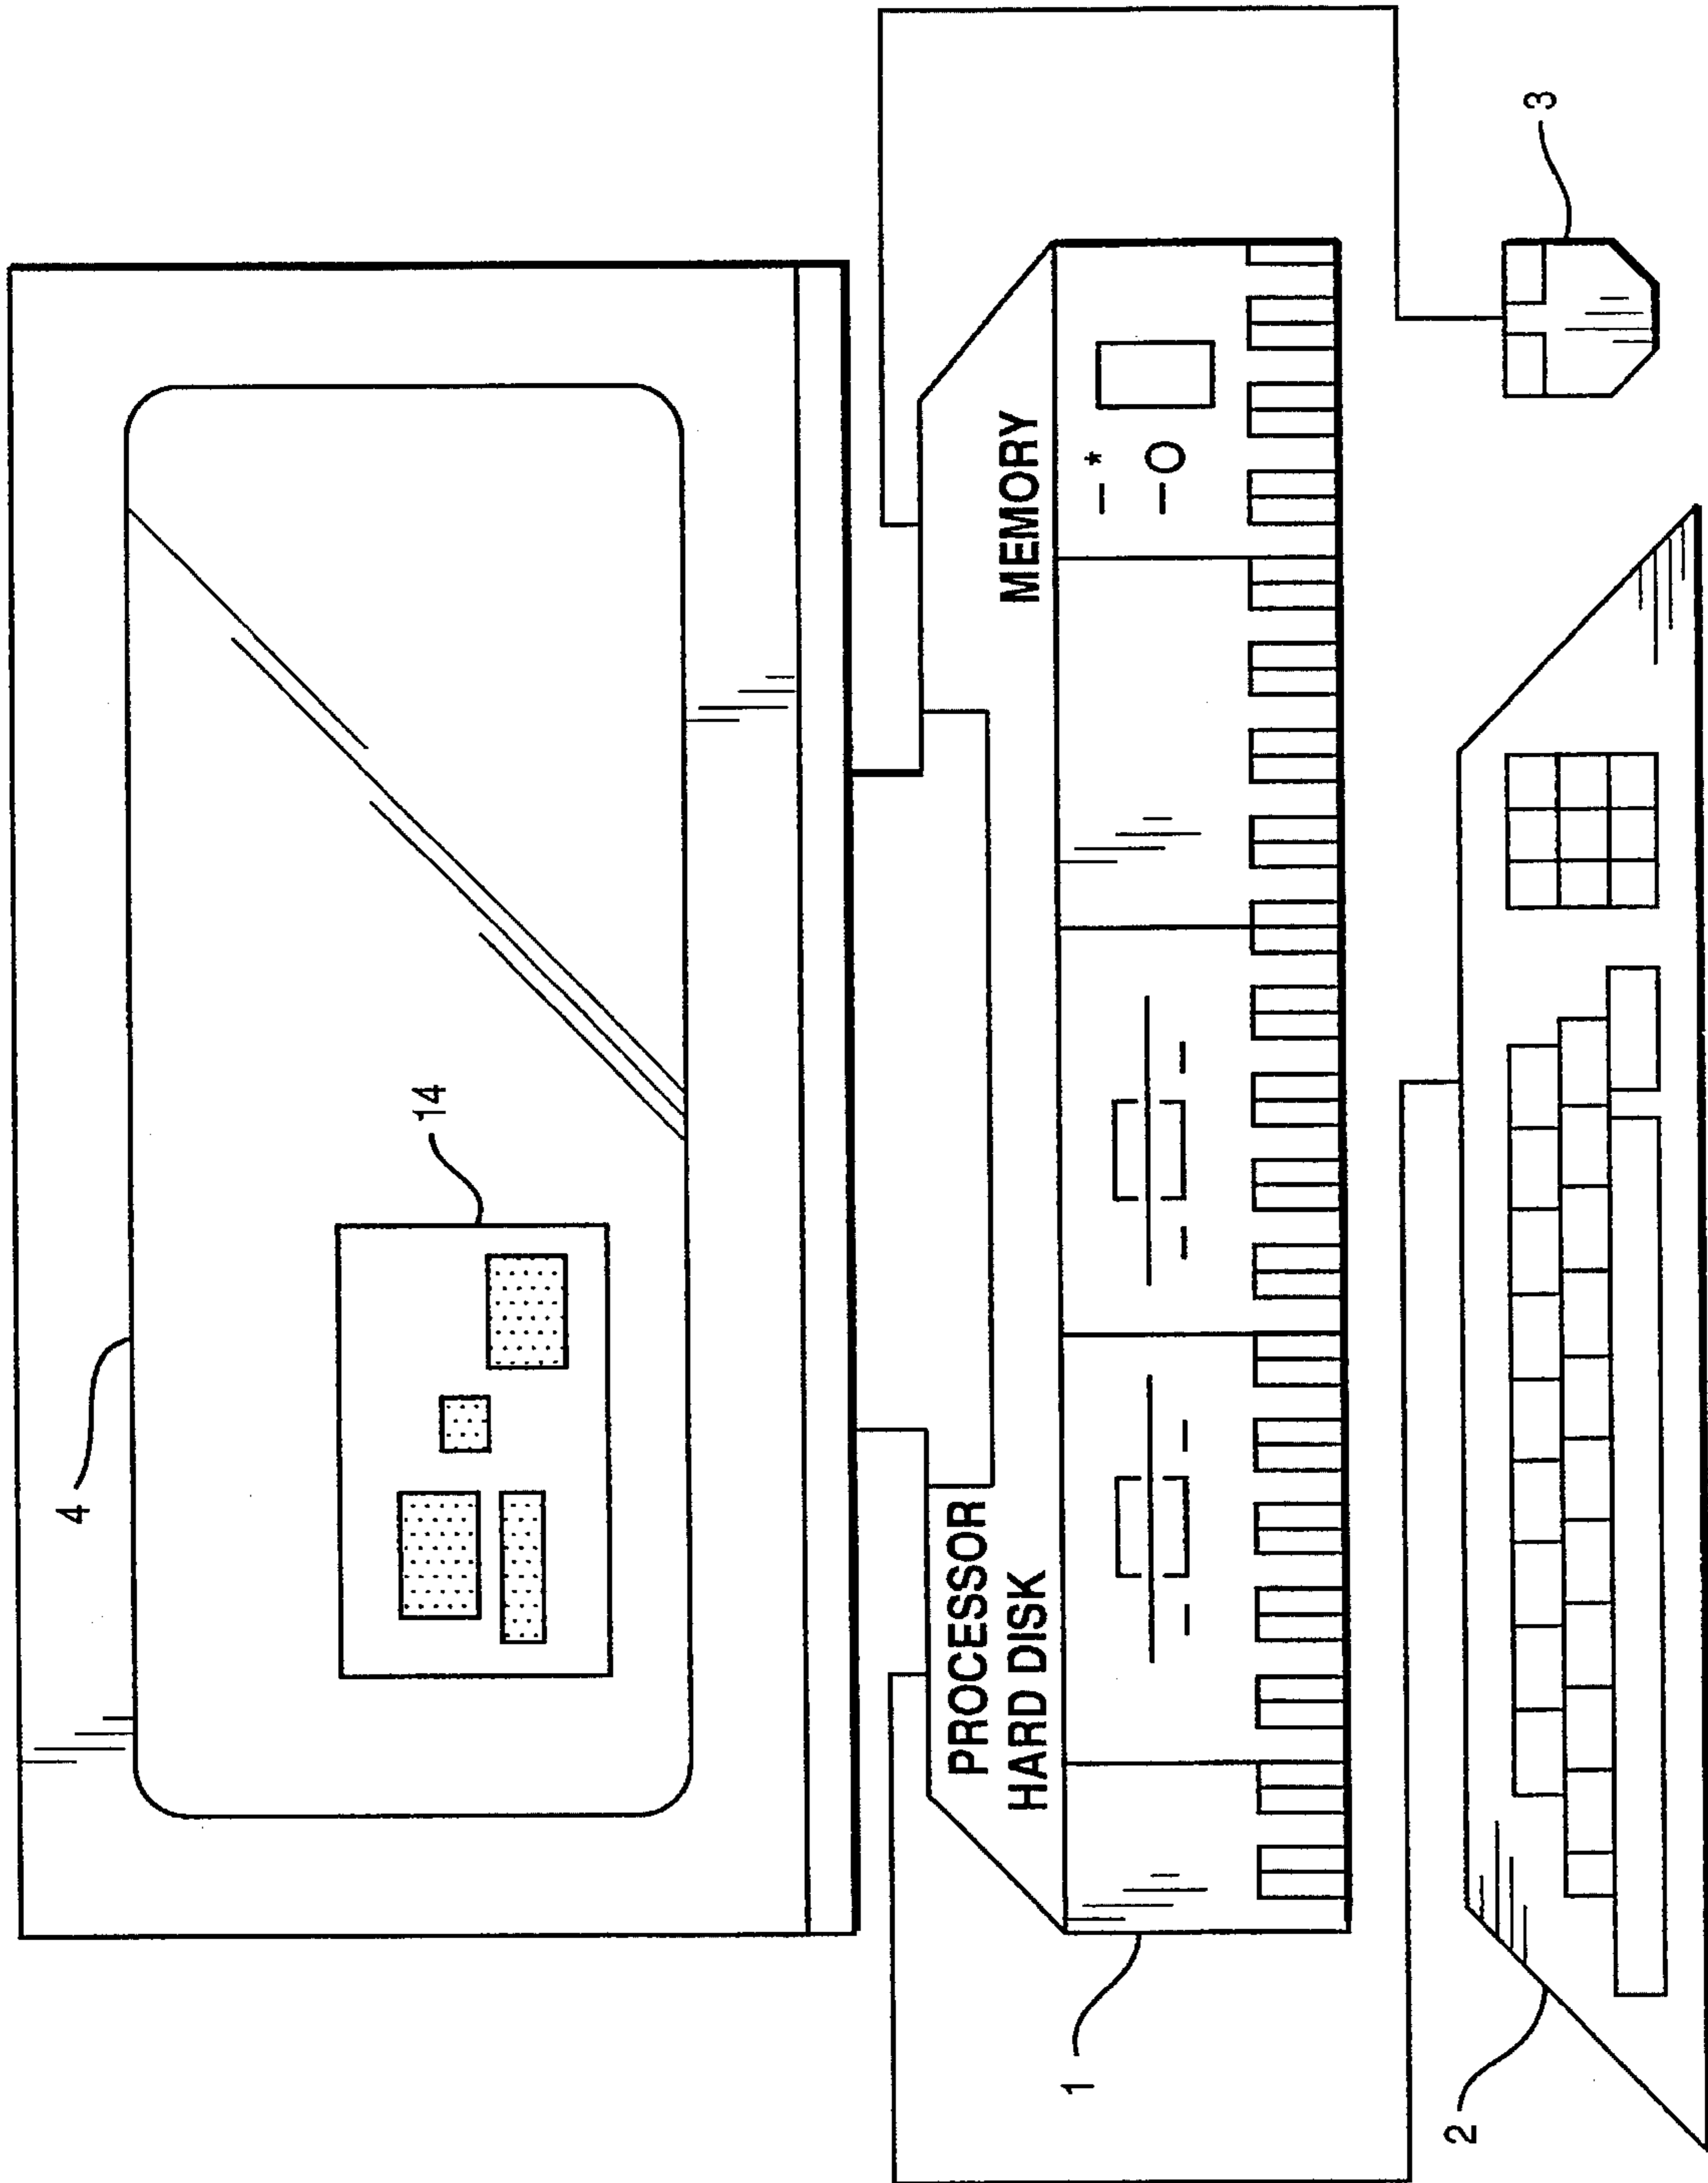 4
14
PROCESSOR
HARD DISK
MEMORY
– *
– O
1
2
3